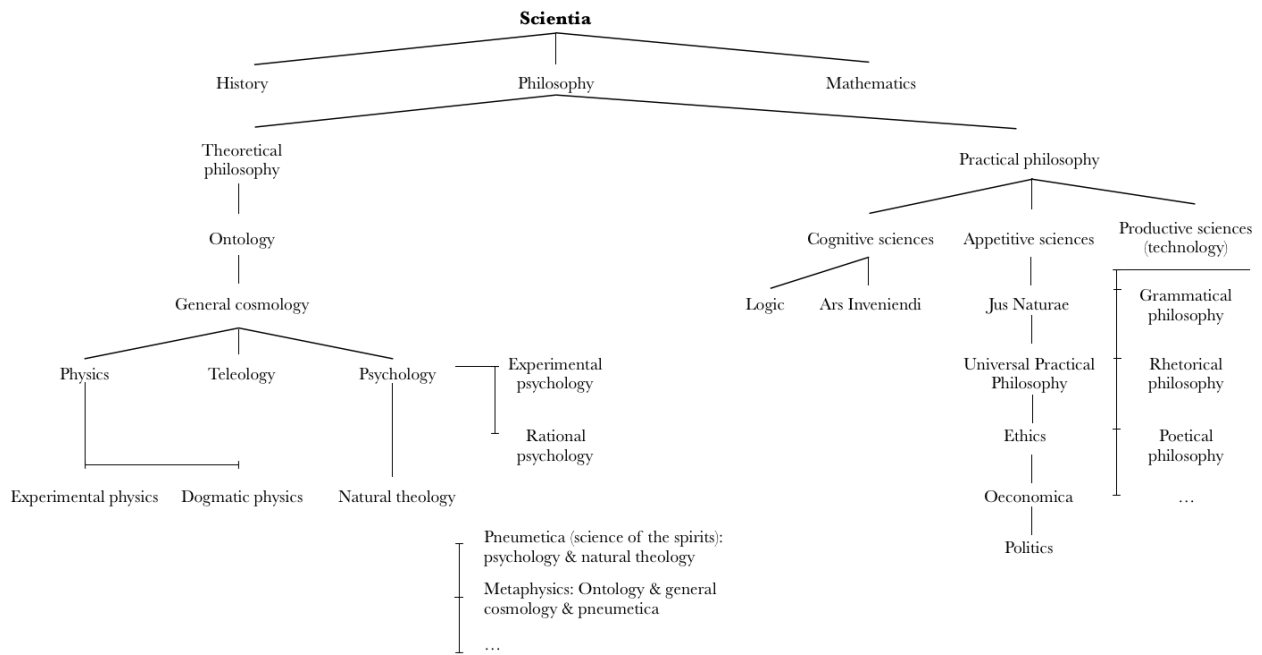 Scientia
History
Philosophy
Mathematics
Theoretical
philosophy
Practical philosophy
Ontology
Cognitive sciences
Appetitive sciences
Productive sciences
(technology)
General cosmology
Logic
Ars Inveniendi
Jus Naturae
Grammatical
philosophy
Physics
Teleology
Psychology
Experimental
psychology
Universal Practical
Philosophy
Rhetorical
philosophy
Rational
psychology
Ethics
Poetical
philosophy
Experimental physics
Dogmatic physics
Natural theology
Oeconomica
…
Politics
Pneumetica (science of the spirits):
psychology & natural theology
Metaphysics: Ontology & general
cosmology & pneumetica
…